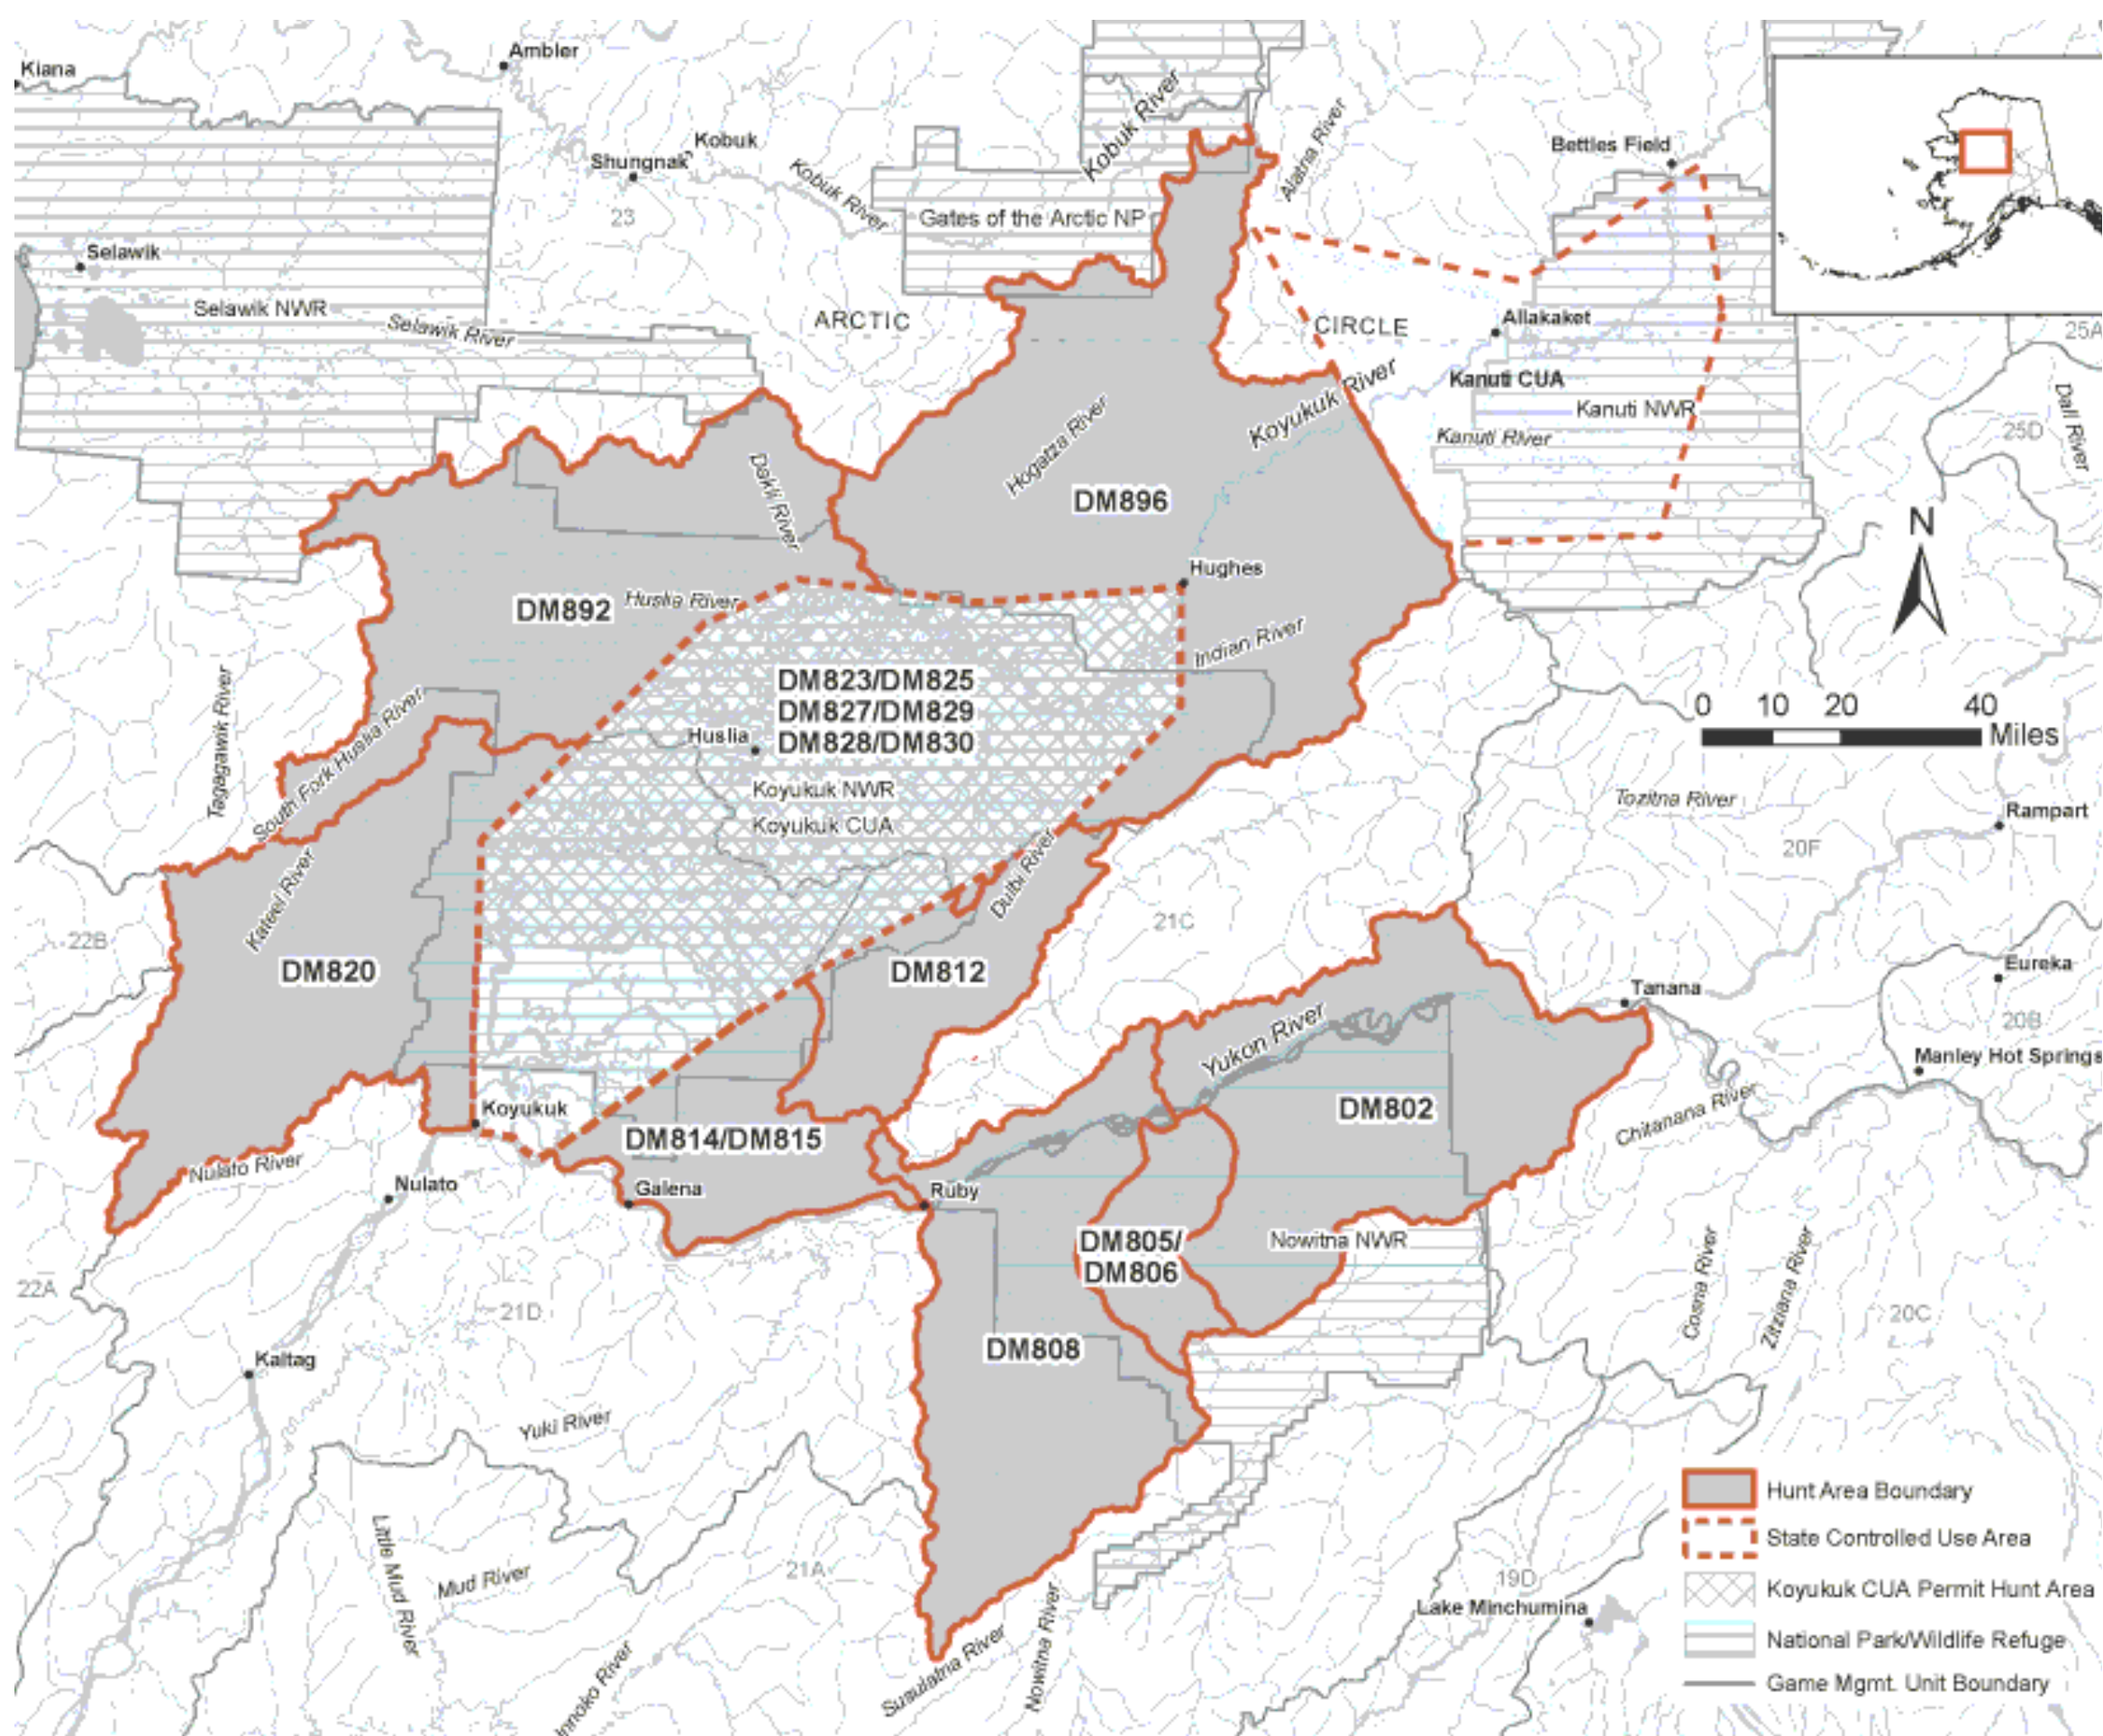 Ambler
Kiana
Kobuk
Shungnak
Kobuk River
Kobuk River
Alatna River
Bettles Field
23
Gates of the Arctic NP
Selawik
Selawik NWR
Selawik River
ARCTIC
CIRCLE
Allakaket
25A
Kanuti CUA
Koyukuk River
Kanuti NWR
Kanuti River
Dall River
25D
Hogatza River
Dakli River
DM896
N
Hughes
DM892
Huslia River
Indian River
DM823/DM825
DM827/DM829
DM828/DM830
Huslia
Koyukuk NWR
Koyukuk CUA
0 10 20 40
Miles
Tagagawik River
South Fork Huslia River
Tozitna River
Rampart
20F
Kateel River
Dulbi River
22B
21C
DM820
DM812
Eureka
Tanana
20B
Yukon River
Manley Hot Springs
Koyukuk
DM802
Chitanana River
DM814/DM815
Nulato River
Nulato
Galena
Ruby
DM805/
DM806
Nowitna NWR
Cosna River
Zitziana River
22A
21D
20C
DM808
Kaltag
Yuki River
Little Mud River
Mud River
21A
Innoko River
Susulatna River
Nowitna River
19D
Lake Minchumina
Hunt Area Boundary
State Controlled Use Area
Koyukuk CUA Permit Hunt Area
National Park/Wildlife Refuge
Game Mgmt. Unit Boundary